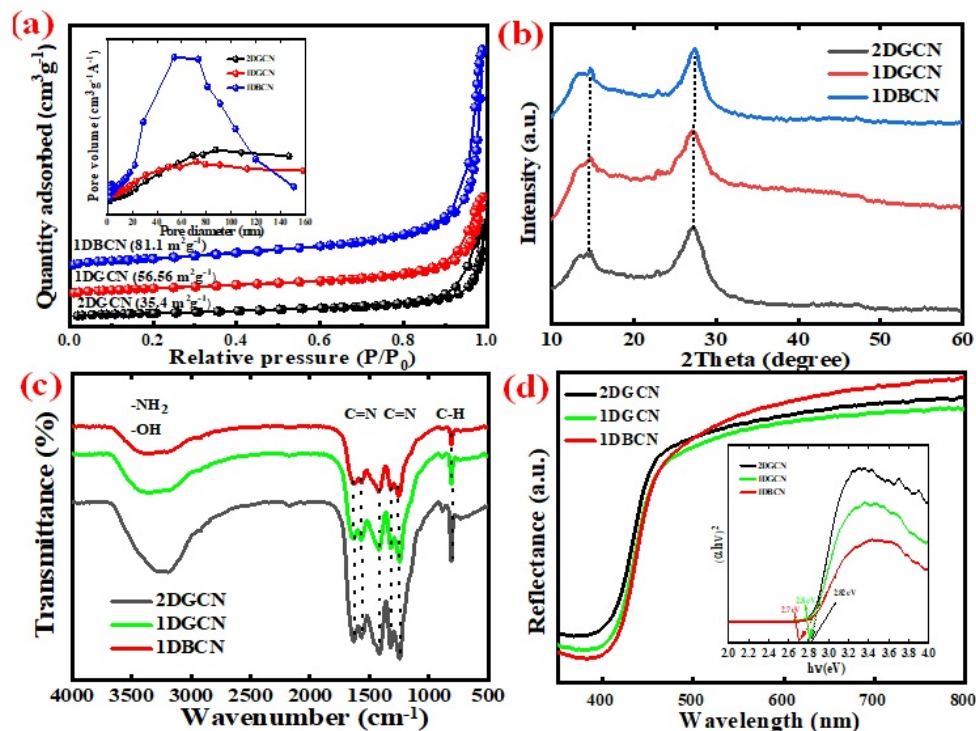 (a)
Quantity adsorbed (cm³g⁻¹)
Pore volume (cm³g⁻¹A⁻¹)
2DGCN
1DGCN
1DBCN
0 20 40 60 80 100 120 140 160
Pore diameter (nm)
1DBCN (81.1 m²g⁻¹)
1DGCN (56.56 m²g⁻¹)
2DGCN (35.4 m²g⁻¹)
0.0 0.2 0.4 0.6 0.8 1.0
Relative pressure (P/P₀)
(b)
Intensity (a.u.)
2DGCN
1DGCN
1DBCN
10 20 30 40 50 60
2Theta (degree)
(c)
Transmittance (%)
-NH₂
-OH
C=N C=N C-H
2DGCN
1DGCN
1DBCN
4000 3500 3000 2500 2000 1500 1000 500
Wavenumber (cm⁻¹)
(d)
Reflectance (a.u.)
2DGCN
1DGCN
1DBCN
(αhν)²
2DGCN
1DGCN
1DBCN
2.7 eV
2.82 eV
2.0 2.2 2.4 2.6 2.8 3.0 3.2 3.4 3.6 3.8 4.0
hν(eV)
400 500 600 700 800
Wavelength (nm)